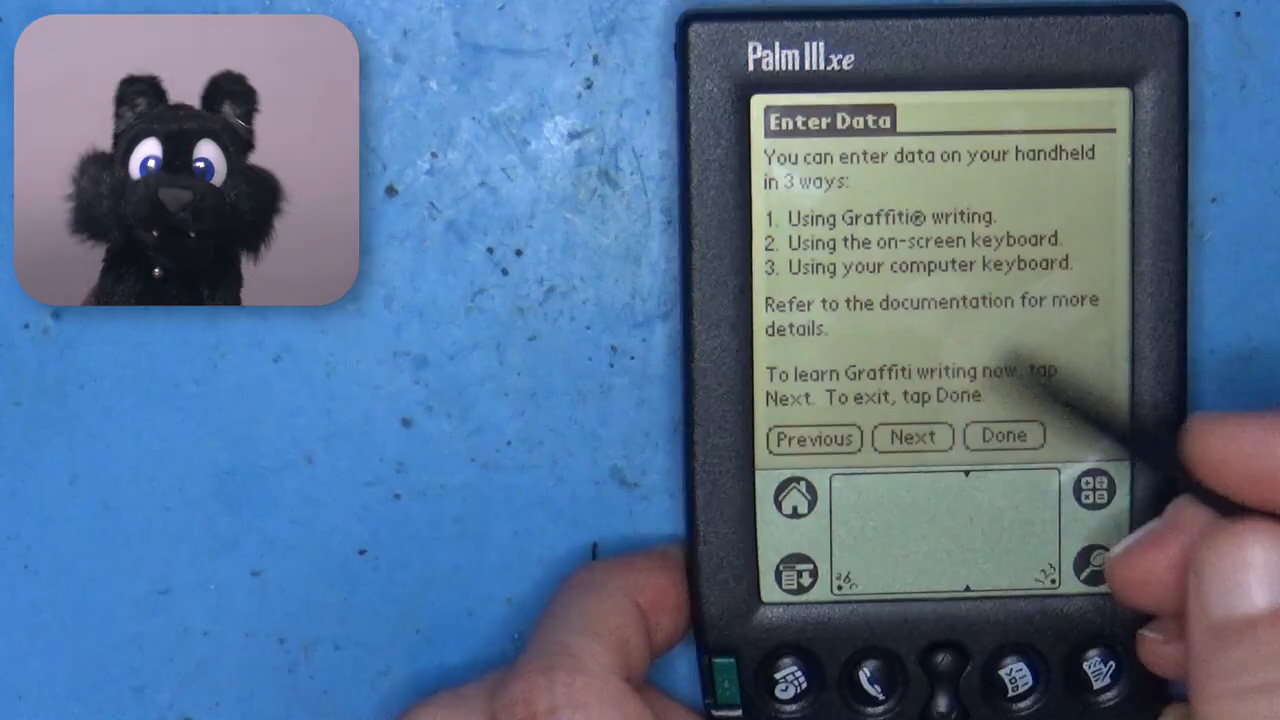 Palm IIIxe
Enter Data
You can enter data on your handheld
in 3 ways:
1. Using Graffiti® writing.
2. Using the on-screen keyboard.
3. Using your computer keyboard.
Refer to the documentation for more
details.
To learn Graffiti writing now, tap
Next. To exit, tap Done.
Previous Next Done
abc 123